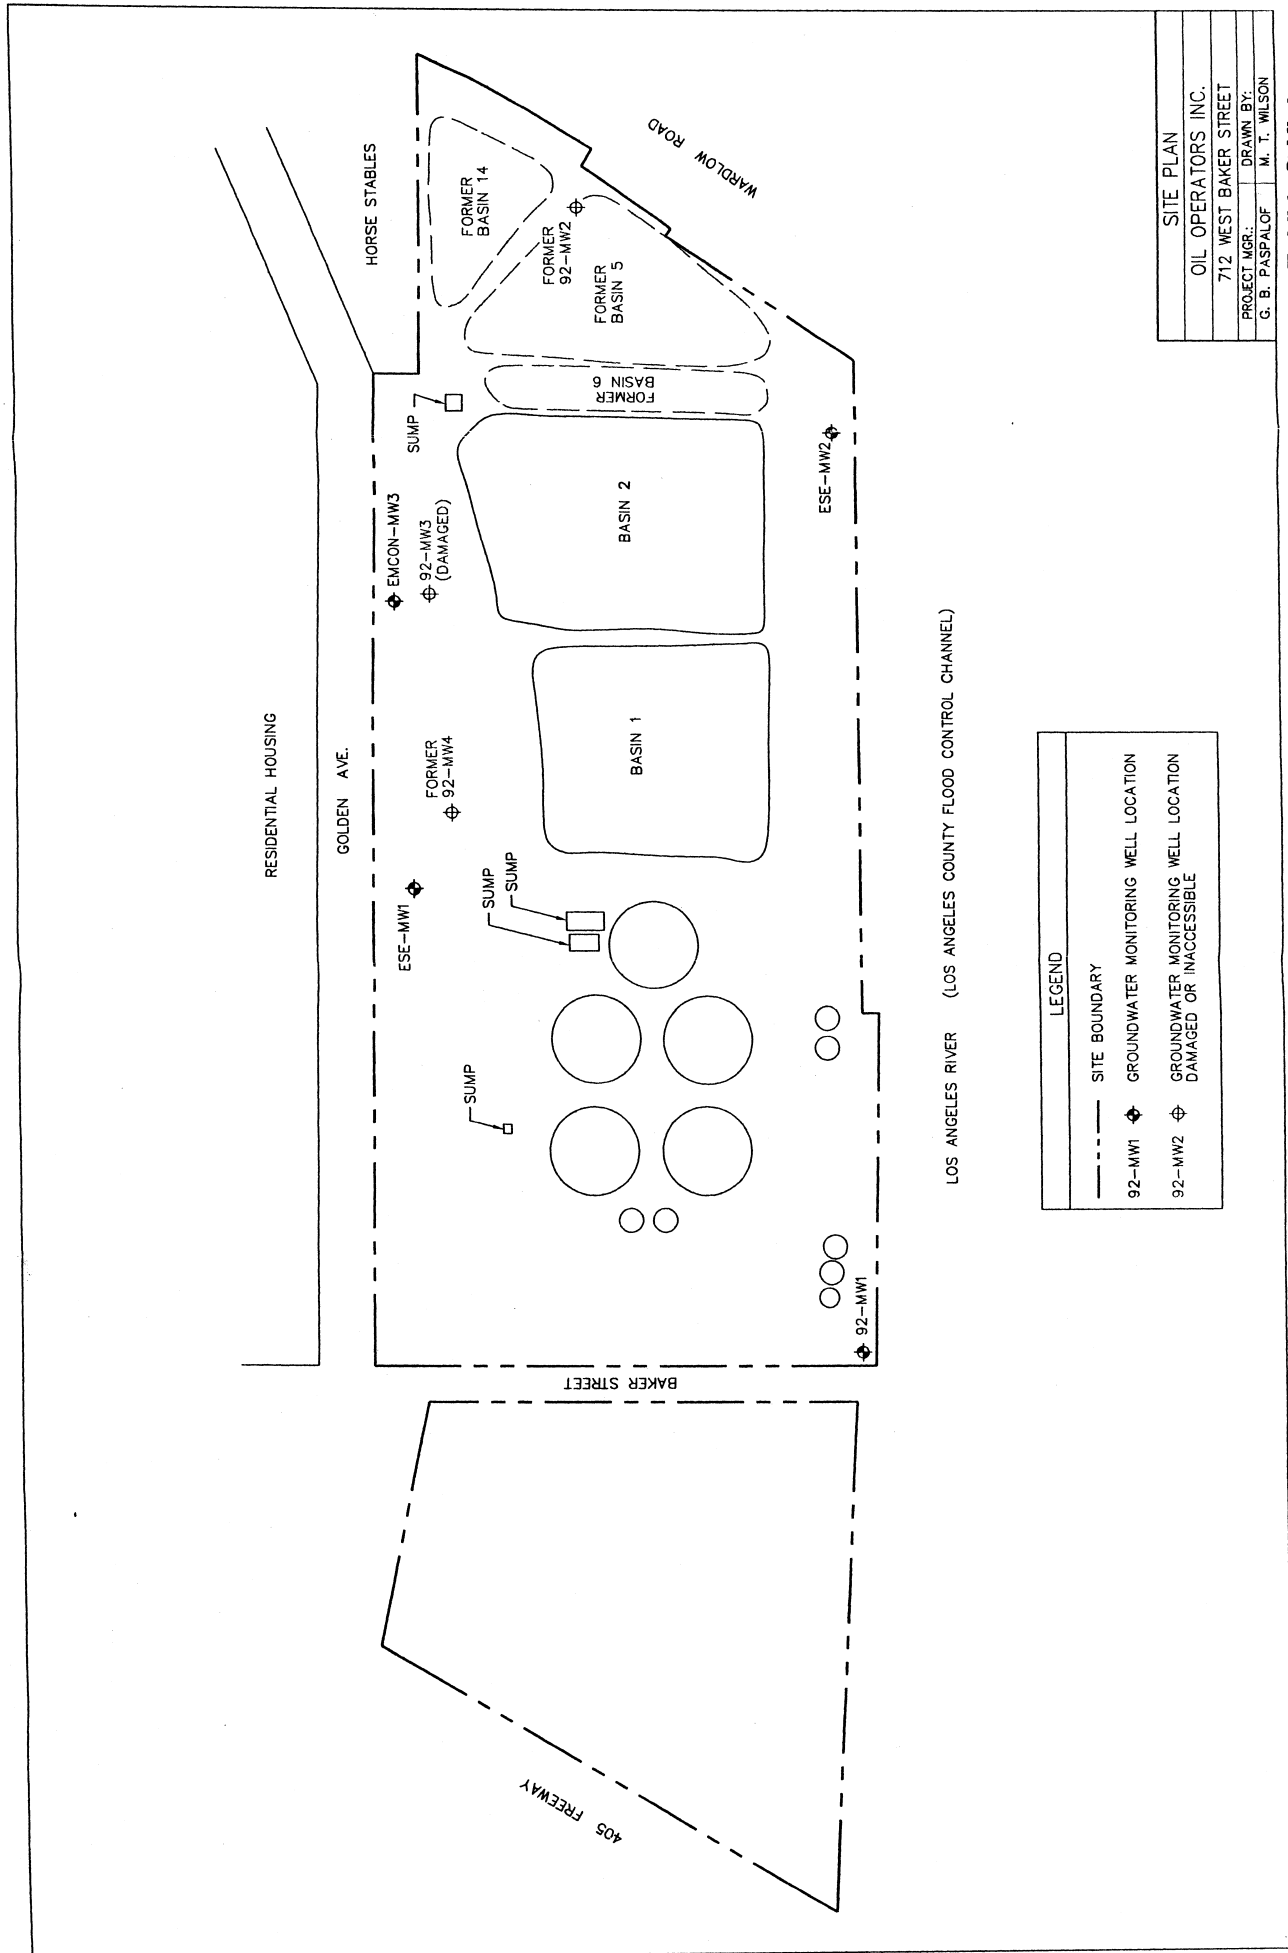 RESIDENTIAL HOUSING
GOLDEN AVE.
HORSE STABLES
405 FREEWAY
BAKER STREET
WARDLOW ROAD
ESE-MW1
FORMER
92-MW4
EMCON-MW3
92-MW3
(DAMAGED)
SUMP
SUMP
SUMP
SUMP
FORMER
BASIN 14
FORMER
92-MW2
FORMER
BASIN 5
FORMER
BASIN 6
BASIN 2
BASIN 1
ESE-MW2
92-MW1
LOS ANGELES RIVER (LOS ANGELES COUNTY FLOOD CONTROL CHANNEL)
LEGEND
SITE BOUNDARY
92-MW1 GROUNDWATER MONITORING WELL LOCATION
92-MW2 GROUNDWATER MONITORING WELL LOCATION
DAMAGED OR INACCESSIBLE
SITE PLAN
OIL OPERATORS INC.
712 WEST BAKER STREET
PROJECT MGR.: DRAWN BY:
G. B. PASPALOF M. T. WILSON